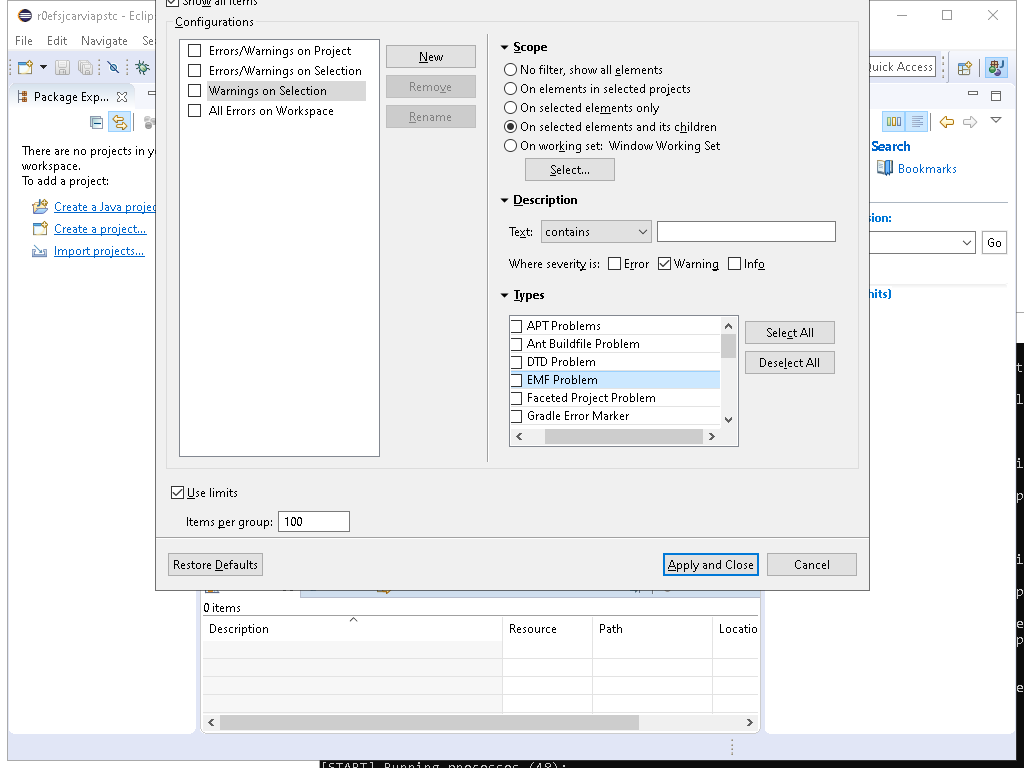 r0efsjcarviapstc - Eclip
Show all items
File Edit Navigate Se
Quick Access
Configurations
Errors/Warnings on Project
Errors/Warnings on Selection
Warnings on Selection
All Errors on Workspace
New
Remove
Rename
Scope
No filter, show all elements
On elements in selected projects
On selected elements only
On selected elements and its children
On working set: Window Working Set
Select...
Description
Text: contains
Where severity is: Error Warning Info
Types
APT Problems
Ant Buildfile Problem
DTD Problem
EMF Problem
Faceted Project Problem
Gradle Error Marker
Select All
Deselect All
Use limits
Items per group: 100
Restore Defaults
Apply and Close
Cancel
Package Exp...
There are no projects in y
workspace.
To add a project:
Create a Java projec
Create a project...
Import projects...
Search
Bookmarks
sion:
Go
hits)
0 items
Description Resource Path Locatio
[START] Running processes (48):